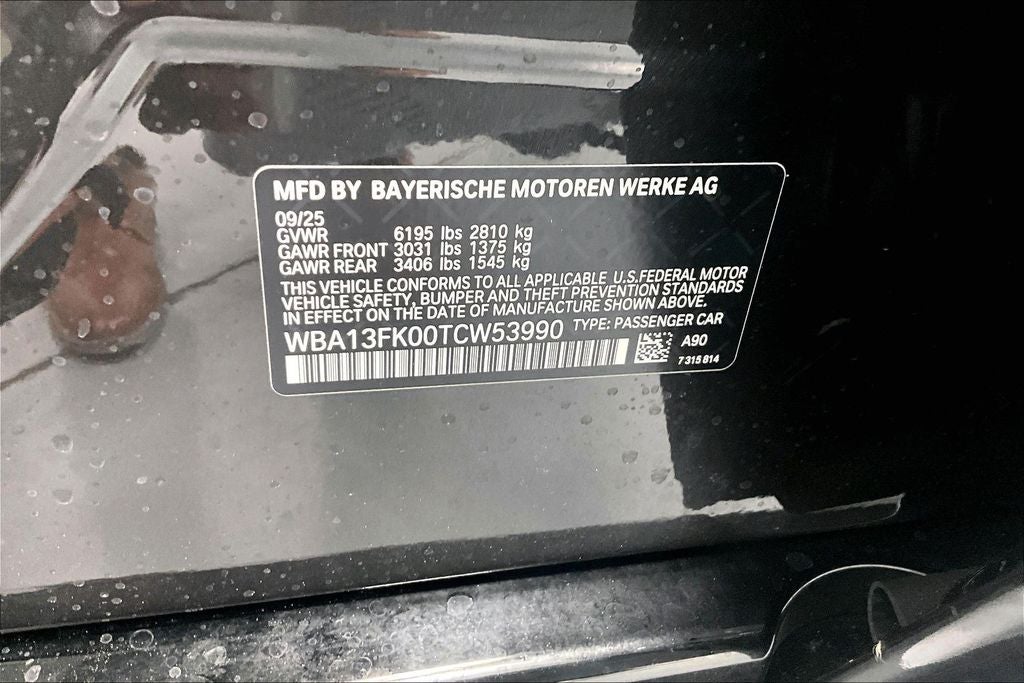 MFD BY BAYERISCHE MOTOREN WERKE AG
09/25
GVWR 6195 lbs 2810 kg
GAWR FRONT 3031 lbs 1375 kg
GAWR REAR 3406 lbs 1545 kg
THIS VEHICLE CONFORMS TO ALL APPLICABLE U.S.FEDERAL MOTOR
VEHICLE SAFETY, BUMPER AND THEFT PREVENTION STANDARDS
IN EFFECT ON THE DATE OF MANUFACTURE SHOWN ABOVE.
WBA13FK00TCW53990 TYPE: PASSENGER CAR
A90
7 315 814